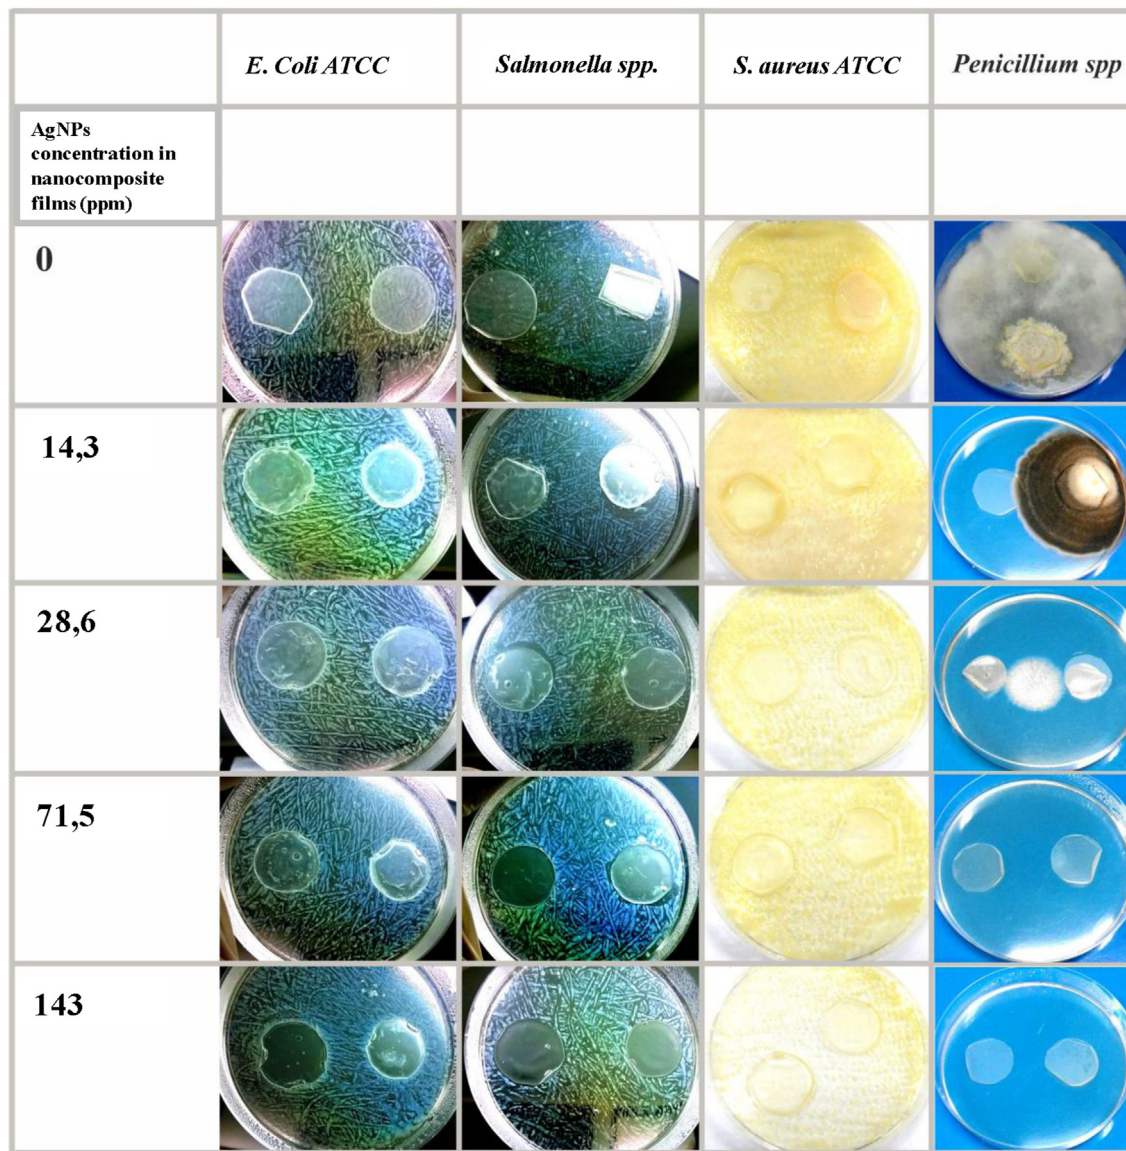 E. Coli ATCC
Salmonella spp.
S. aureus ATCC
Penicillium spp
AgNPs
concentration in
nanocomposite
films (ppm)
0
14,3
28,6
71,5
143